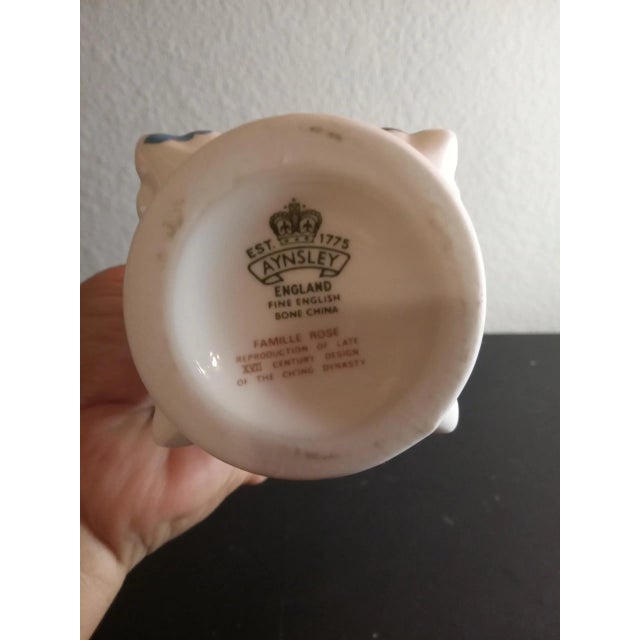 EST. 1775
AYNSLEY
ENGLAND
FINE ENGLISH
BONE CHINA
FAMILLE ROSE
REPRODUCTION OF LATE
XVII CENTURY DESIGN
OF THE CH'ING DYNASTY